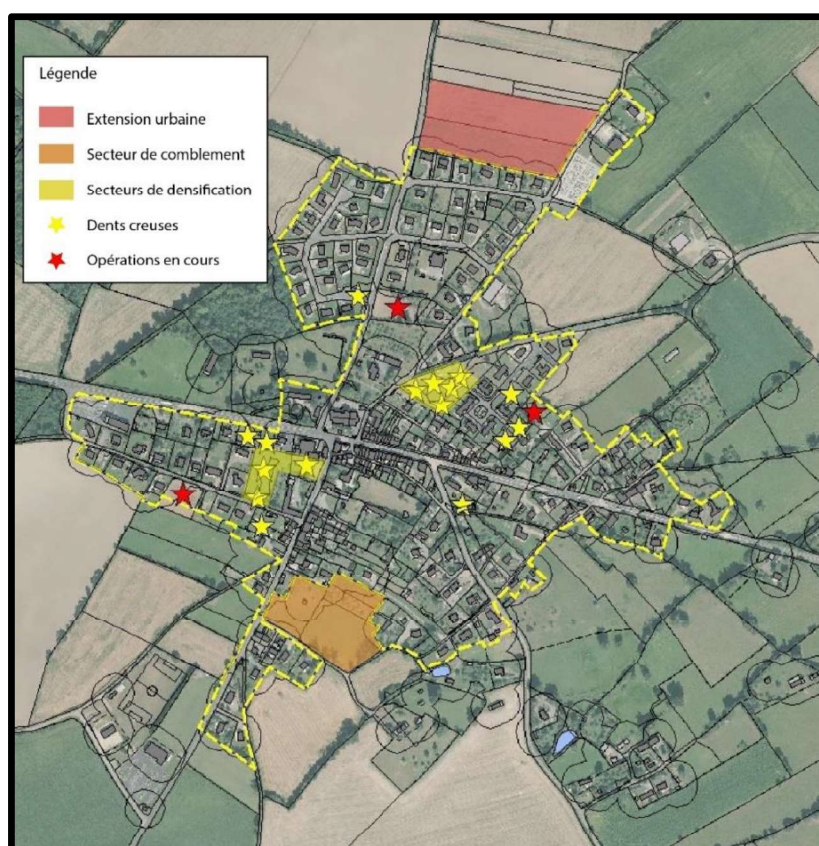 Légende
Extension urbaine
Secteur de comblement
Secteurs de densification
Dents creuses
Opérations en cours